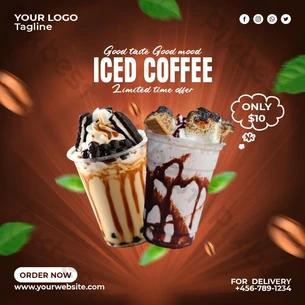 YOUR LOGO
Tagline
Good taste Good mood
ICED COFFEE
Limited time offer
ONLY
$10
ORDER NOW
www.yourwebsite.com
FOR DELIVERY
+456-789-1234